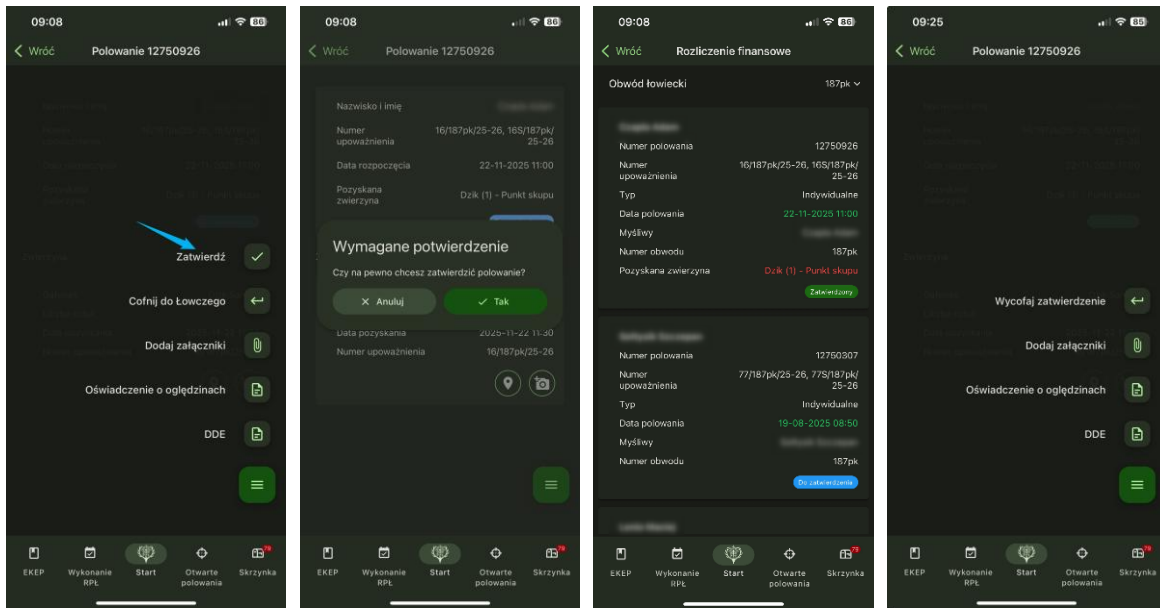 09:08
86
Wróć
Polowanie 12750926
Zatwierdź
Cofnij do Łowczego
Dodaj załączniki
Oświadczenie o oględzinach
DDE
79
EKEP
Wykonanie RPŁ
Start
Otwarte polowania
Skrzynka
09:08
86
Wróć
Polowanie 12750926
Nazwisko i imię
Numer upoważnienia
16/187pk/25-26, 16S/187pk/
25-26
Data rozpoczęcia
22-11-2025 11:00
Pozyskana zwierzyna
Dzik (1) - Punkt skupu
Wymagane potwierdzenie
Czy na pewno chcesz zatwierdzić polowanie?
Anuluj
Tak
Data pozyskania
2025-11-22 11:30
Numer upoważnienia
16/187pk/25-26
79
EKEP
Wykonanie RPŁ
Start
Otwarte polowania
Skrzynka
09:08
86
Wróć
Rozliczenie finansowe
Obwód łowiecki
187pk
Numer polowania
12750926
Numer upoważnienia
16/187pk/25-26, 16S/187pk/
25-26
Typ
Indywidualne
Data polowania
22-11-2025 11:00
Myśliwy
Numer obwodu
187pk
Pozyskana zwierzyna
Dzik (1) - Punkt skupu
Zatwierdzony
Numer polowania
12750307
Numer upoważnienia
77/187pk/25-26, 77S/187pk/
25-26
Typ
Indywidualne
Data polowania
19-08-2025 08:50
Myśliwy
Numer obwodu
187pk
Do zatwierdzenia
79
EKEP
Wykonanie RPŁ
Start
Otwarte polowania
Skrzynka
09:25
85
Wróć
Polowanie 12750926
Wycofaj zatwierdzenie
Dodaj załączniki
Oświadczenie o oględzinach
DDE
79
EKEP
Wykonanie RPŁ
Start
Otwarte polowania
Skrzynka